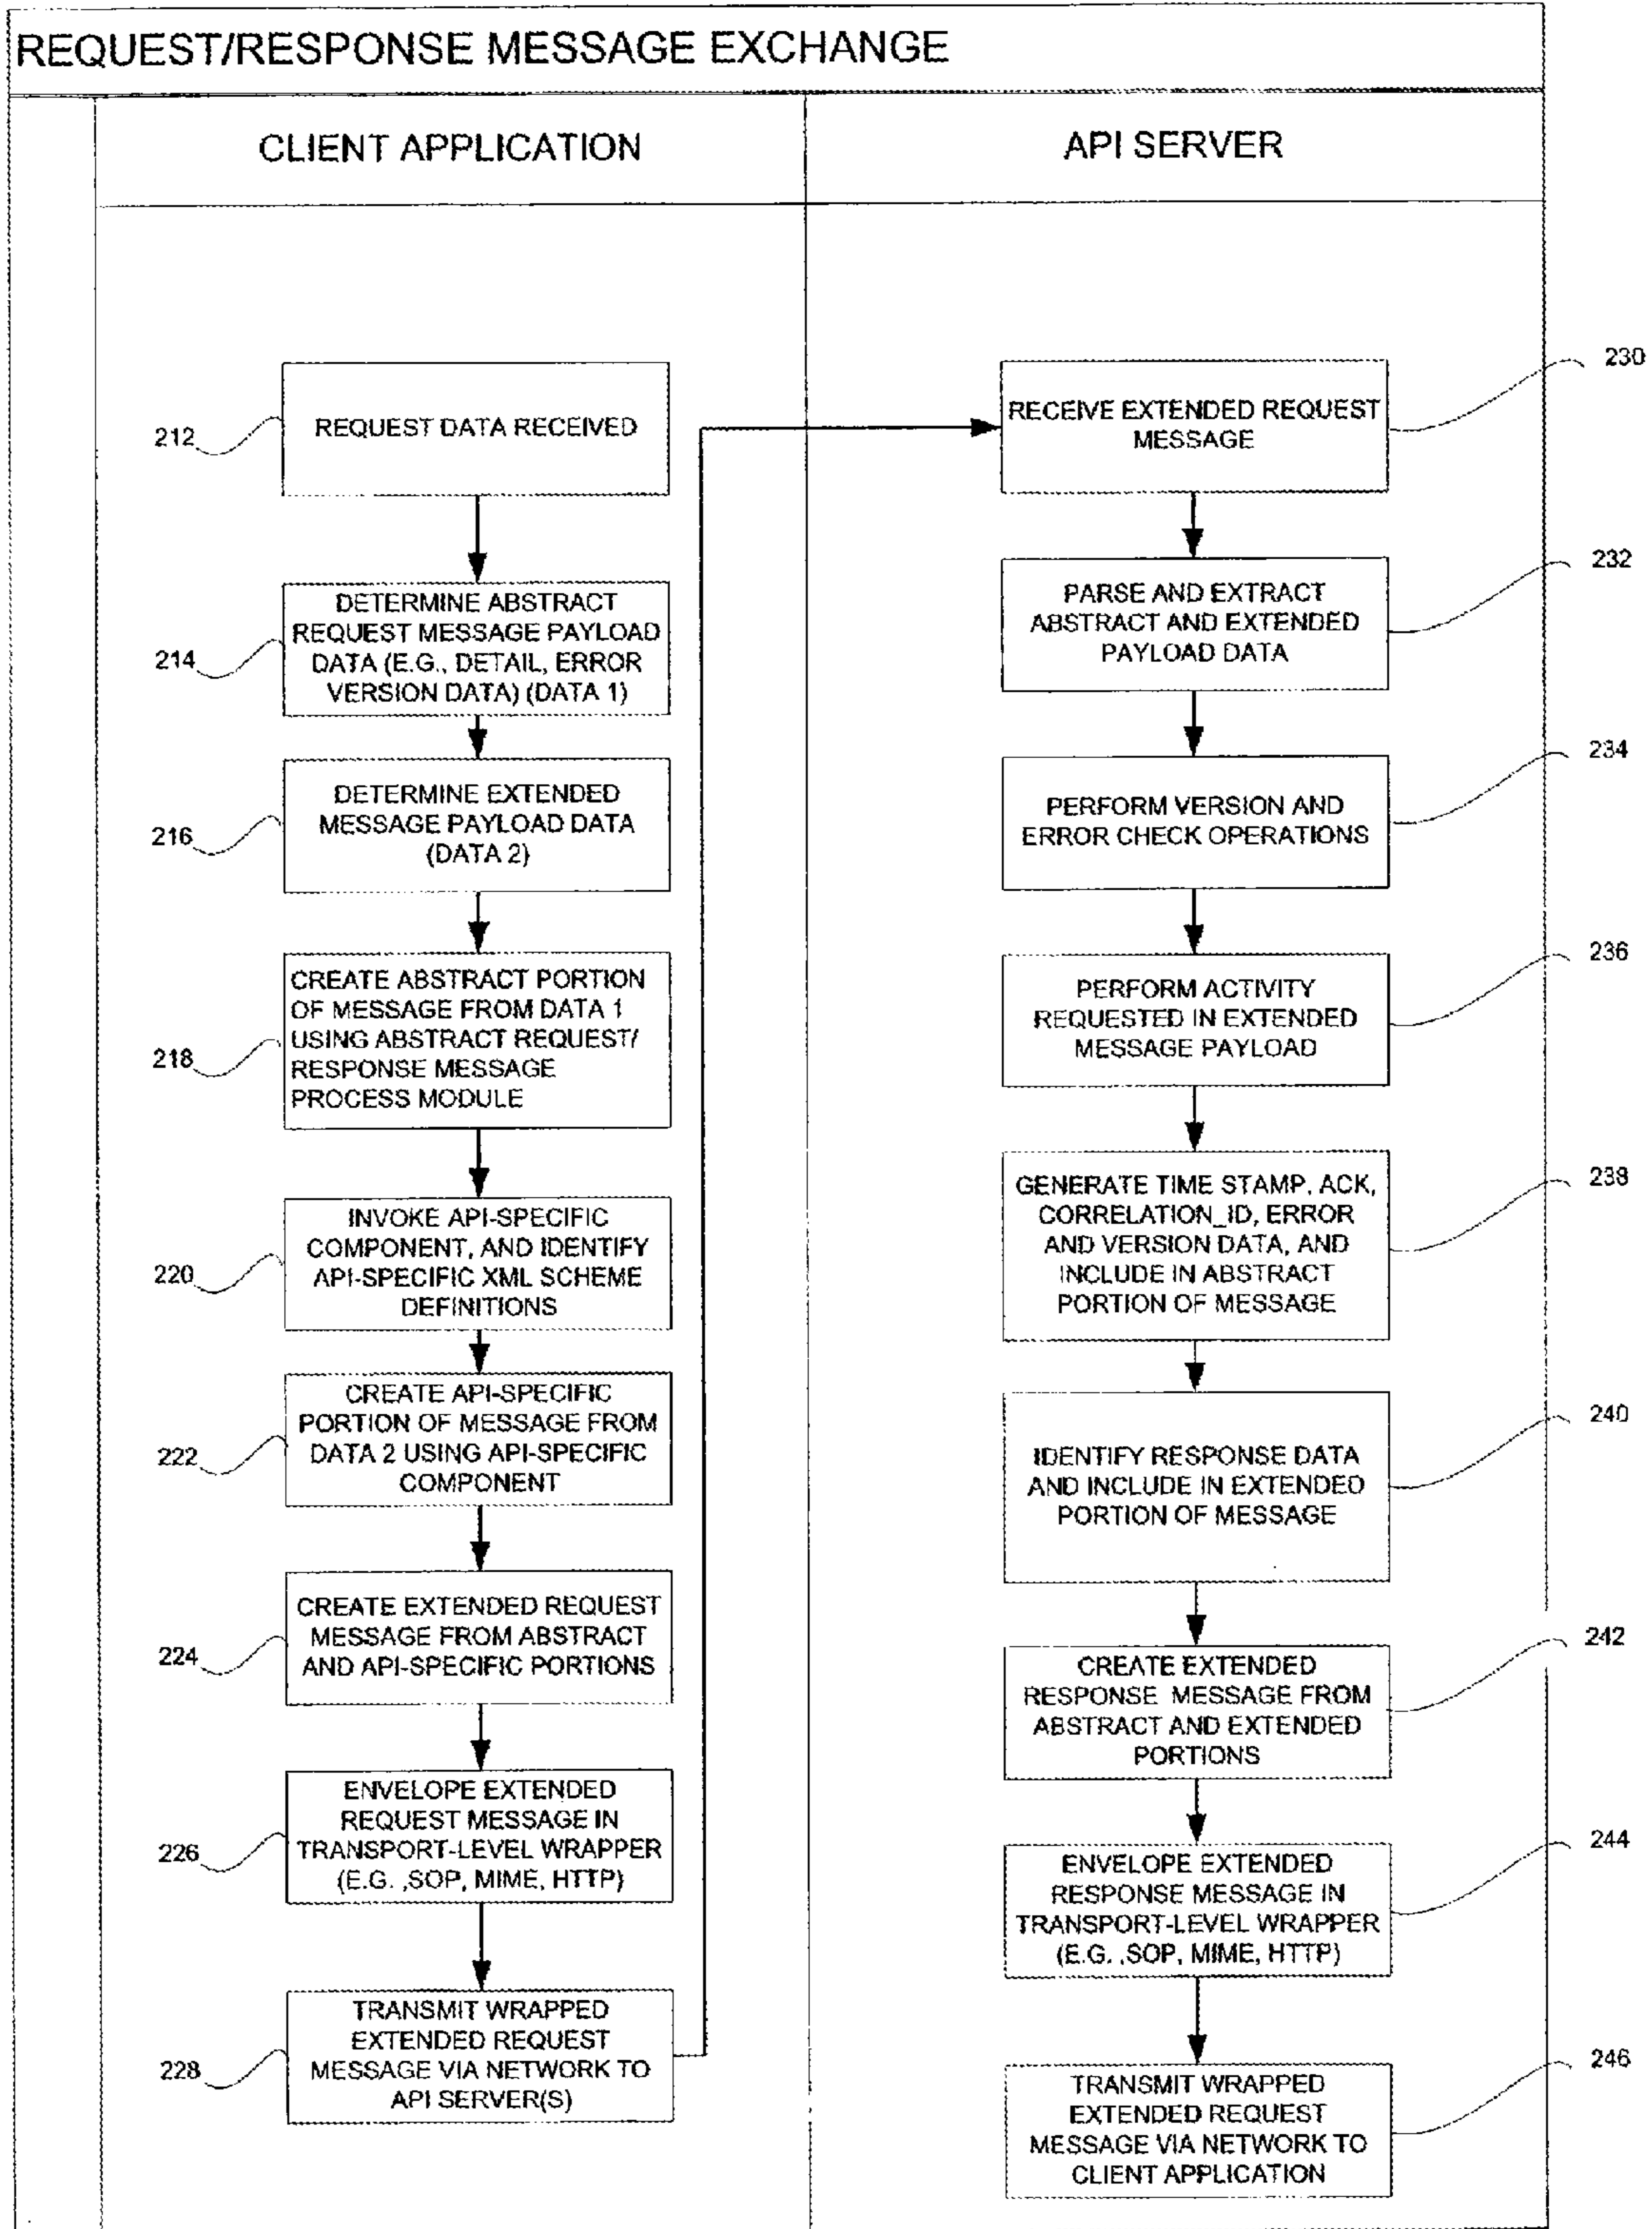 REQUEST/RESPONSE MESSAGE EXCHANGE
CLIENT APPLICATION
API SERVER
212
REQUEST DATA RECEIVED
214
DETERMINE ABSTRACT
REQUEST MESSAGE PAYLOAD
DATA (E.G., DETAIL, ERROR
VERSION DATA) (DATA 1)
216
DETERMINE EXTENDED
MESSAGE PAYLOAD DATA
(DATA 2)
218
CREATE ABSTRACT PORTION
OF MESSAGE FROM DATA 1
USING ABSTRACT REQUEST/
RESPONSE MESSAGE
PROCESS MODULE
220
INVOKE API-SPECIFIC
COMPONENT, AND IDENTIFY
API-SPECIFIC XML SCHEME
DEFINITIONS
222
CREATE API-SPECIFIC
PORTION OF MESSAGE FROM
DATA 2 USING API-SPECIFIC
COMPONENT
224
CREATE EXTENDED REQUEST
MESSAGE FROM ABSTRACT
AND API-SPECIFIC PORTIONS
226
ENVELOPE EXTENDED
REQUEST MESSAGE IN
TRANSPORT-LEVEL WRAPPER
(E.G. ,SOP, MIME, HTTP)
228
TRANSMIT WRAPPED
EXTENDED REQUEST
MESSAGE VIA NETWORK TO
API SERVER(S)
230
RECEIVE EXTENDED REQUEST
MESSAGE
232
PARSE AND EXTRACT
ABSTRACT AND EXTENDED
PAYLOAD DATA
234
PERFORM VERSION AND
ERROR CHECK OPERATIONS
236
PERFORM ACTIVITY
REQUESTED IN EXTENDED
MESSAGE PAYLOAD
238
GENERATE TIME STAMP, ACK,
CORRELATION_ID, ERROR
AND VERSION DATA, AND
INCLUDE IN ABSTRACT
PORTION OF MESSAGE
240
IDENTIFY RESPONSE DATA
AND INCLUDE IN EXTENDED
PORTION OF MESSAGE
242
CREATE EXTENDED
RESPONSE MESSAGE FROM
ABSTRACT AND EXTENDED
PORTIONS
244
ENVELOPE EXTENDED
RESPONSE MESSAGE IN
TRANSPORT-LEVEL WRAPPER
(E.G. ,SOP, MIME, HTTP)
246
TRANSMIT WRAPPED
EXTENDED REQUEST
MESSAGE VIA NETWORK TO
CLIENT APPLICATION